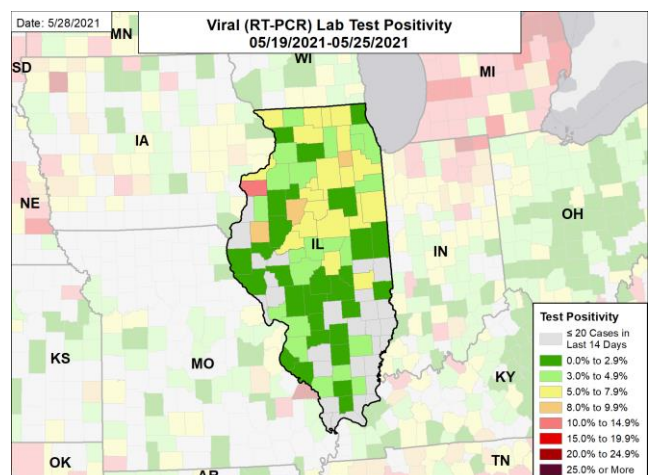 Date: 5/28/2021
Viral (RT-PCR) Lab Test Positivity
05/19/2021-05/25/2021
MN
SD
WI
MI
IA
NE
IL
IN
OH
KS
MO
KY
OK
AR
TN
Test Positivity
≤ 20 Cases in
Last 14 Days
0.0% to 2.9%
3.0% to 4.9%
5.0% to 7.9%
8.0% to 9.9%
10.0% to 14.9%
15.0% to 19.9%
20.0% to 24.9%
25.0% or More